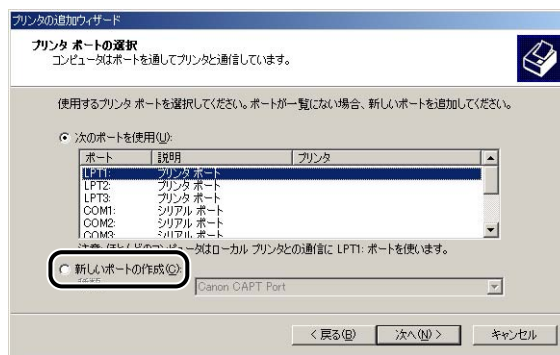 プリンタの追加ウィザード
プリンタ ポートの選択
コンピュータはポートを通してプリンタと通信しています。
使用するプリンタ ポートを選択してください。ポートが一覧にない場合、新しいポートを追加してください。
次のポートを使用(U):
ポート 説明 プリンタ
LPT1: プリンタ ポート
LPT2: プリンタ ポート
LPT3: プリンタ ポート
COM1: シリアル ポート
COM2: シリアル ポート
COM3: シリアル ポート
注意: ほとんどのコンピュータはローカル プリンタとの通信に LPT1: ポートを使います。
新しいポートの作成(C):
Canon CAPT Port
< 戻る(B) 次へ(N) > キャンセル